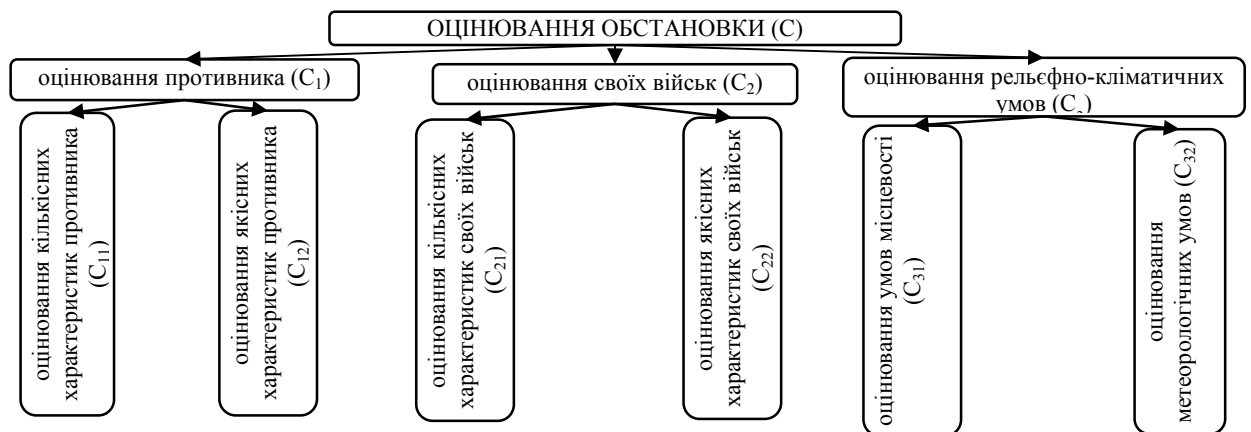 ОЦІНЮВАННЯ ОБСТАНОВКИ (С)
оцінювання противника (С₁)
оцінювання своїх військ (С₂)
оцінювання рельєфно-кліматичних
умов (С₃)
оцінювання кількісних
характеристик противника
(С₁₁)
оцінювання якісних
характеристик противника
(С₁₂)
оцінювання кількісних
характеристик своїх військ
(С₂₁)
оцінювання якісних
характеристик своїх військ
(С₂₂)
оцінювання умов місцевості
(С₃₁)
оцінювання
метеорологічних умов (С₃₂)